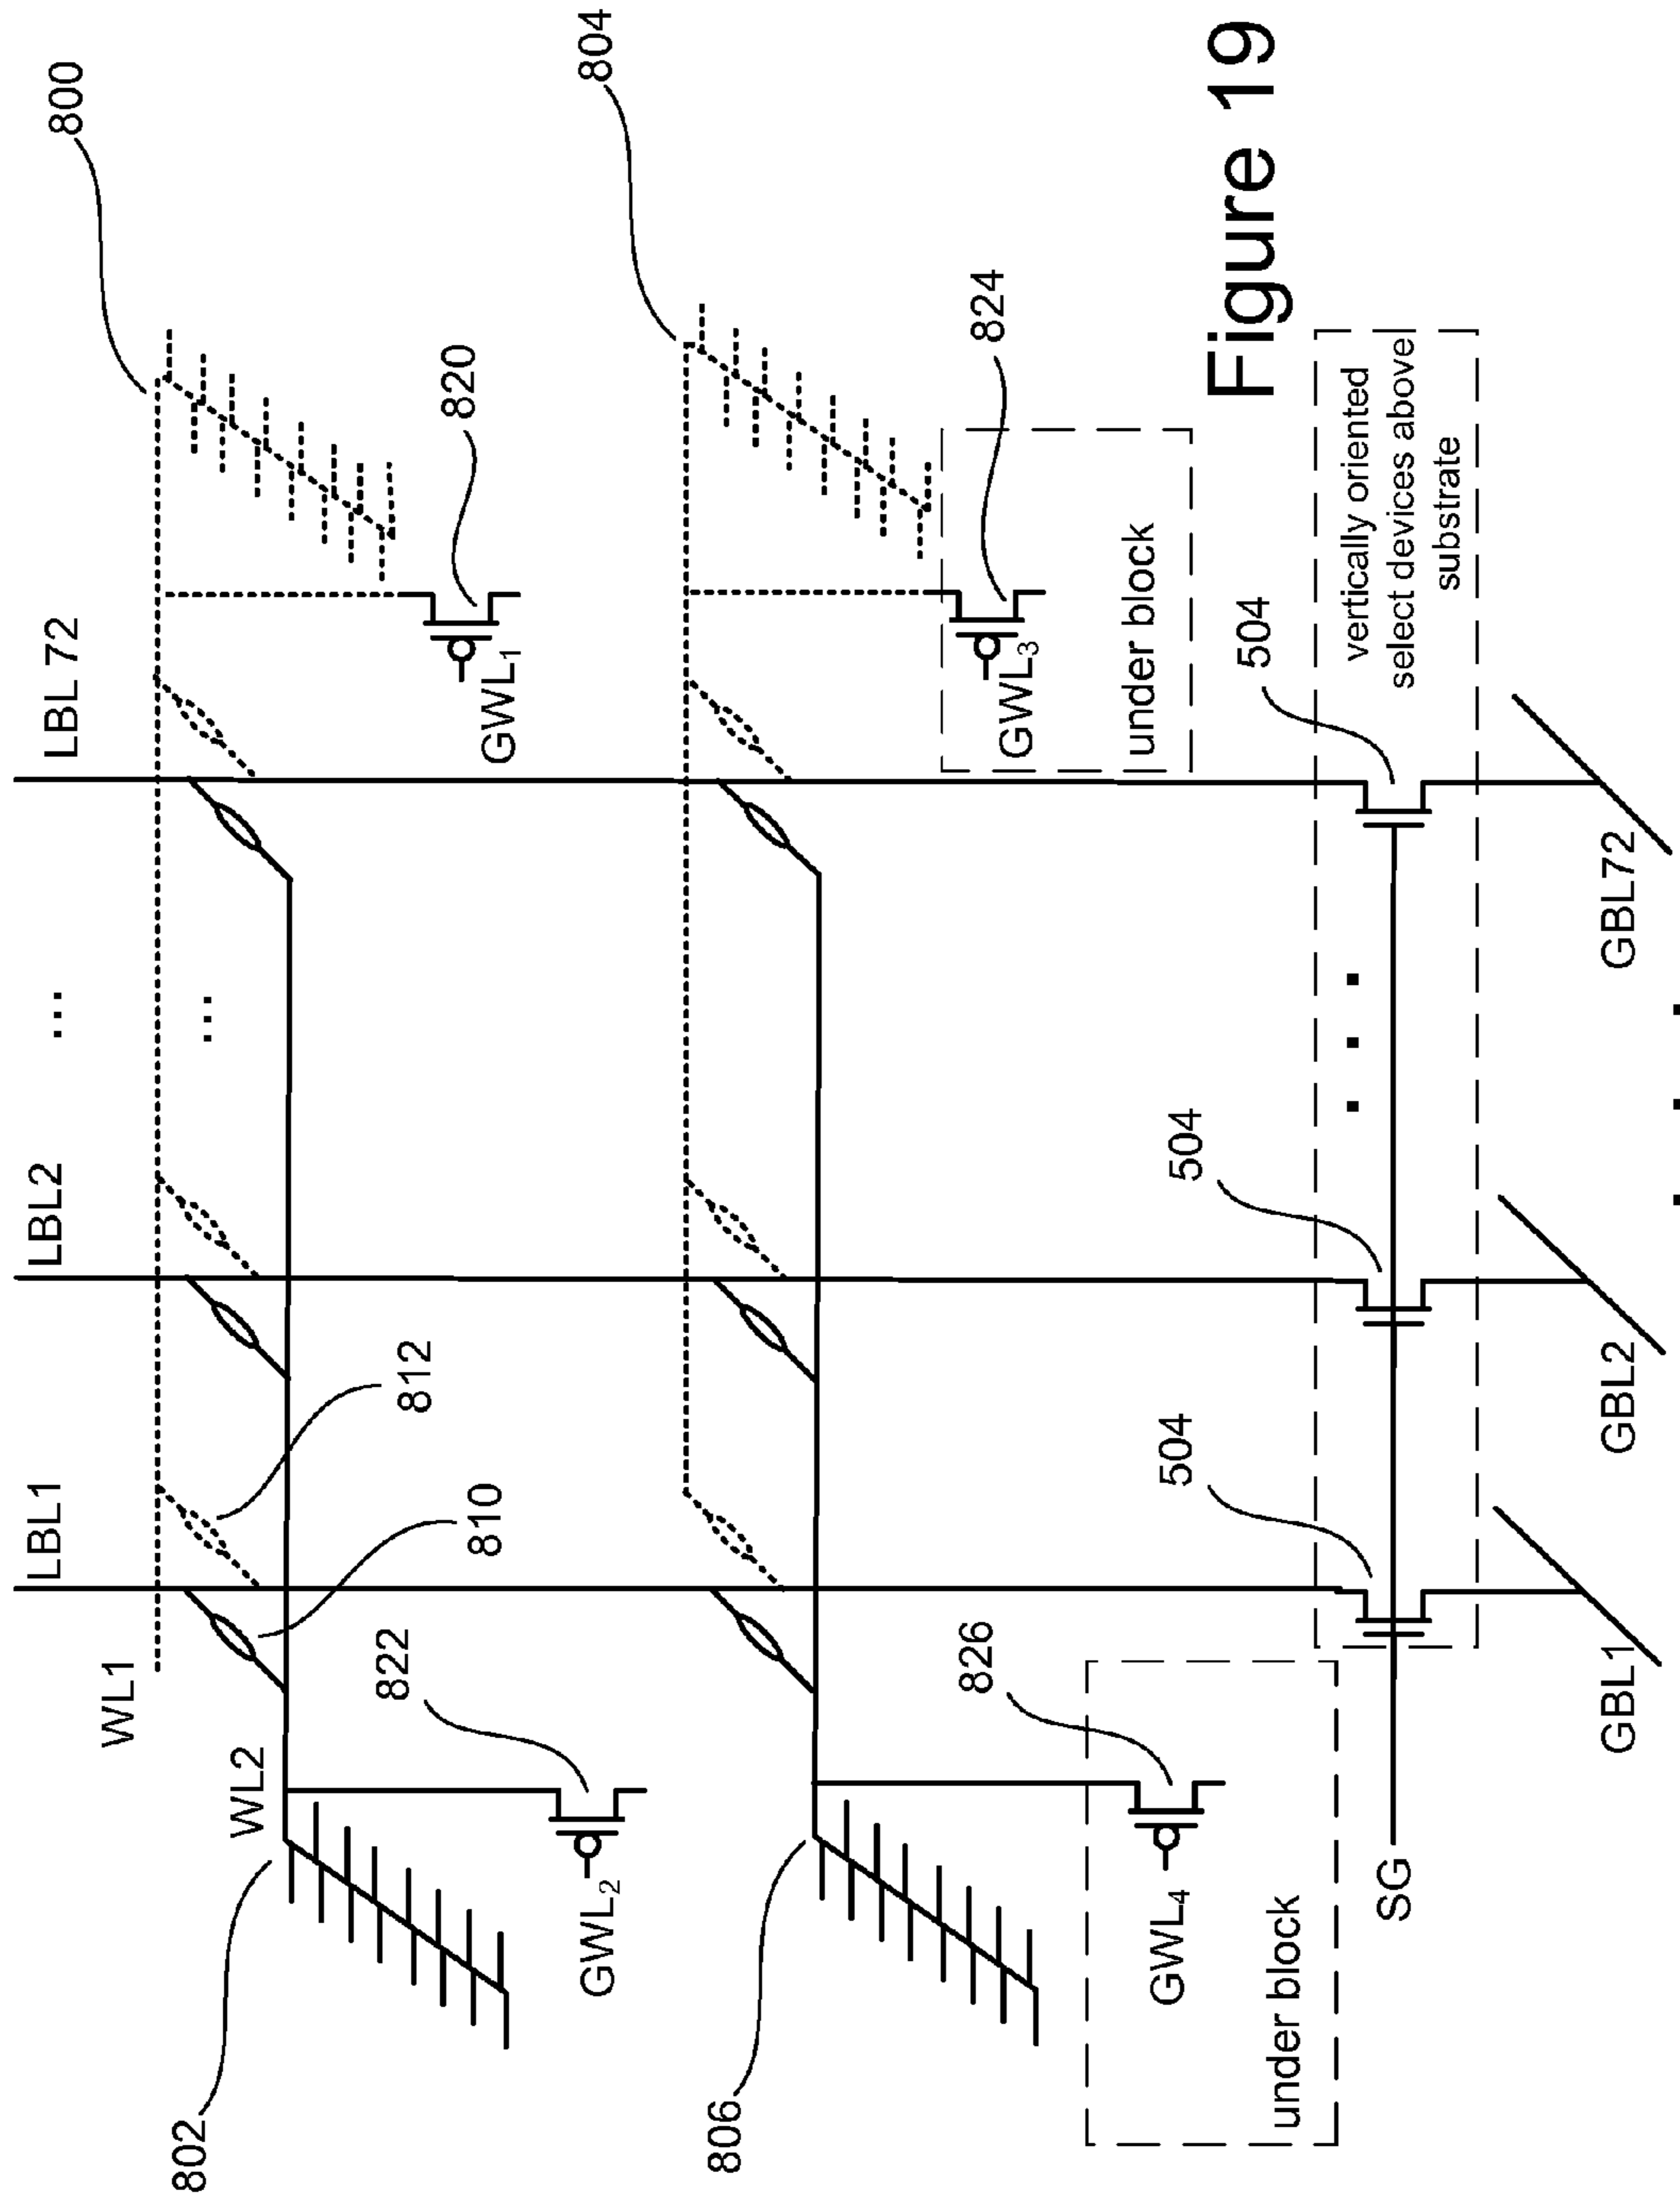 LBL1
LBL2
...
LBL 72
800
WL1
802
WL2
812
...
810
822
820
GWL1
GWL2
804
806
826
824
GWL3
under block
GWL4
under block
504
504
504
vertically oriented
select devices above
substrate
. . .
SG
GBL1
GBL2
GBL72
. . .
Figure 19